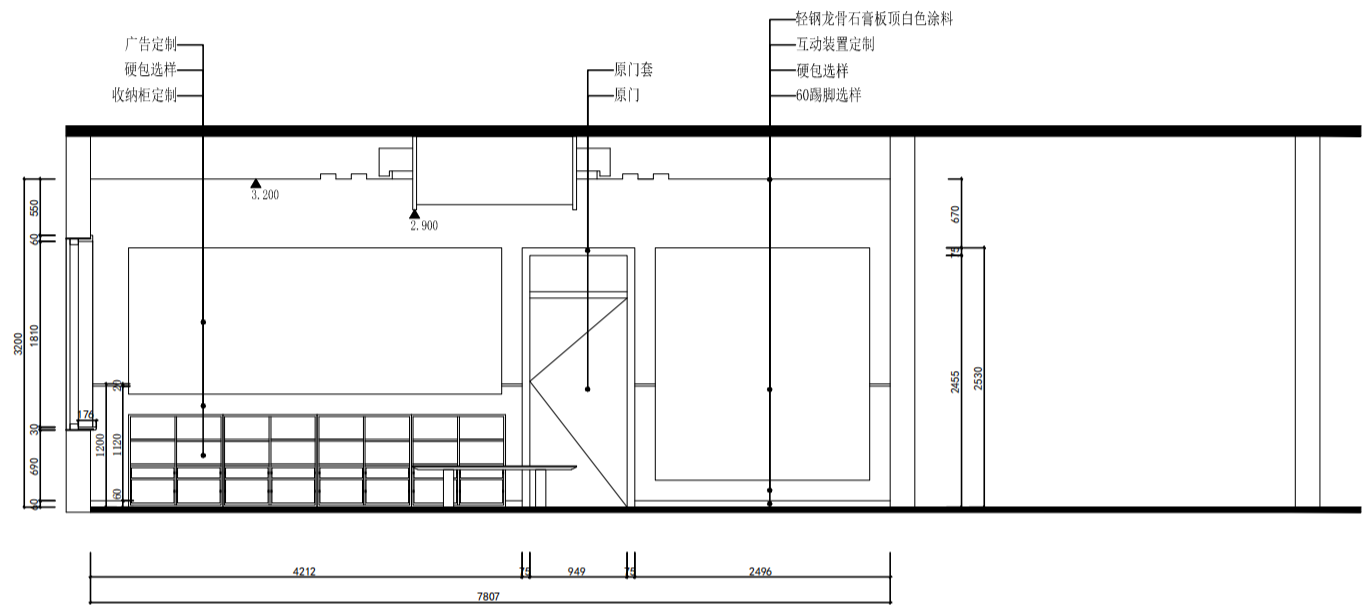 轻钢龙骨石膏板顶白色涂料
广告定制
互动装置定制
硬包选样
原门套
硬包选样
收纳柜定制
原门
60踢脚选样
3.200
2.900
550
60
1810
3200
30
690
60
176
1200
20
1120
60
670
75
2455
2530
4212
75
949
75
2496
7807